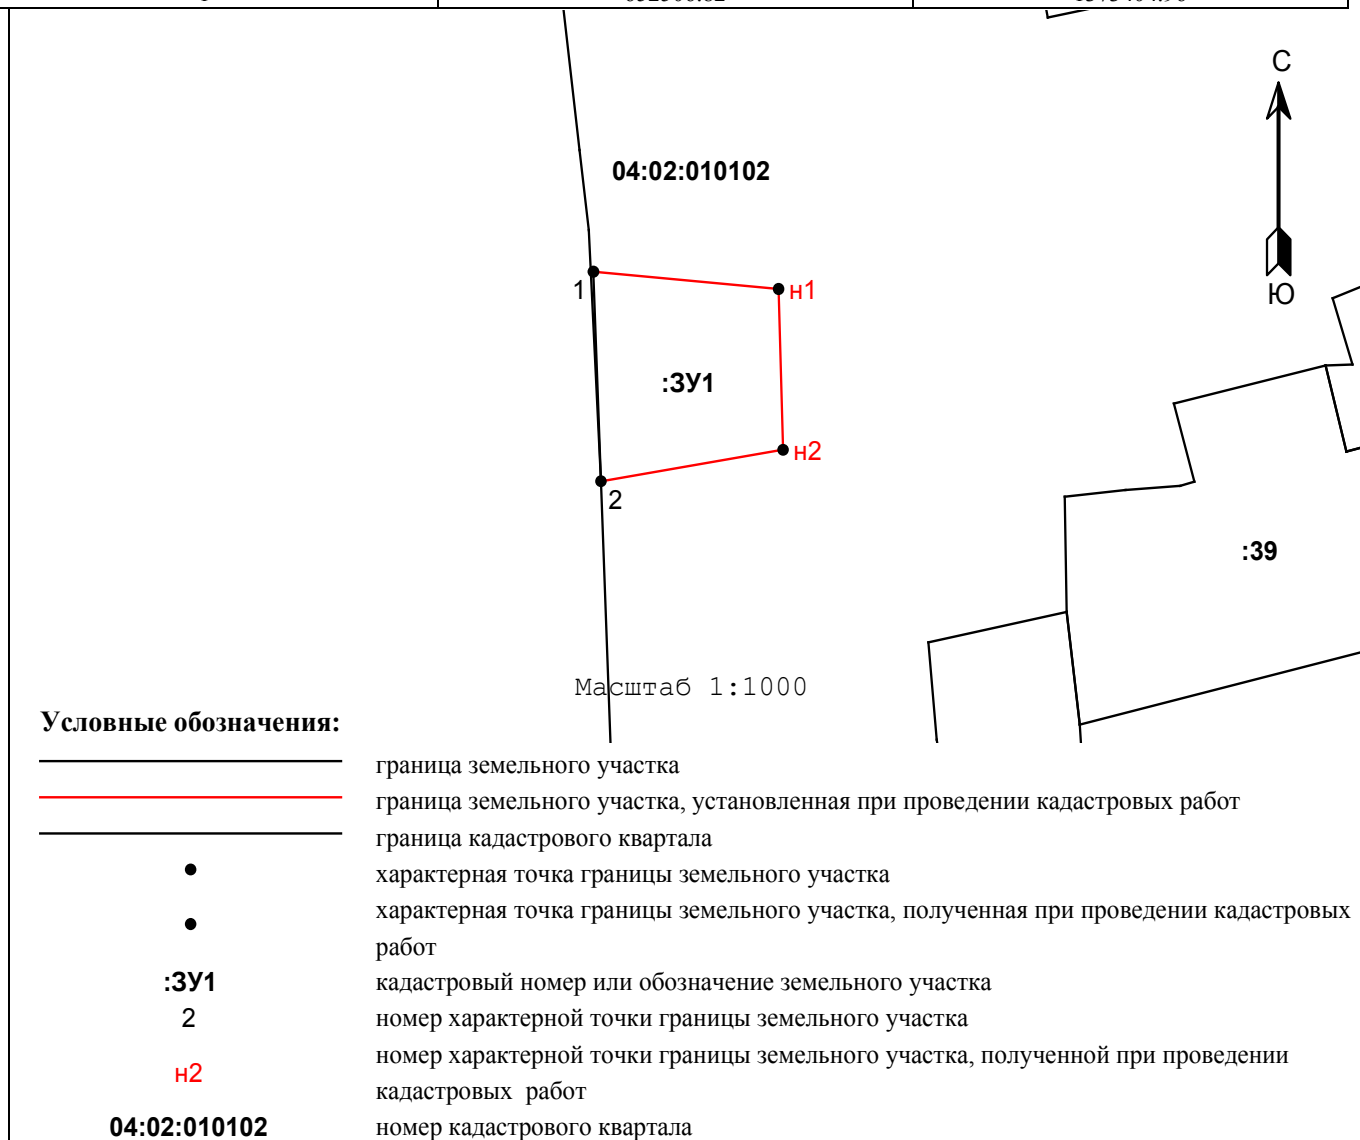 С
04:02:010102
1
н1
Ю
:ЗУ1
н2
2
:39
Масштаб 1:1000
Условные обозначения:
граница земельного участка
граница земельного участка, установленная при проведении кадастровых работ
граница кадастрового квартала
характерная точка границы земельного участка
характерная точка границы земельного участка, полученная при проведении кадастровых
работ
:ЗУ1 кадастровый номер или обозначение земельного участка
2 номер характерной точки границы земельного участка
н2 номер характерной точки границы земельного участка, полученной при проведении
кадастровых работ
04:02:010102 номер кадастрового квартала